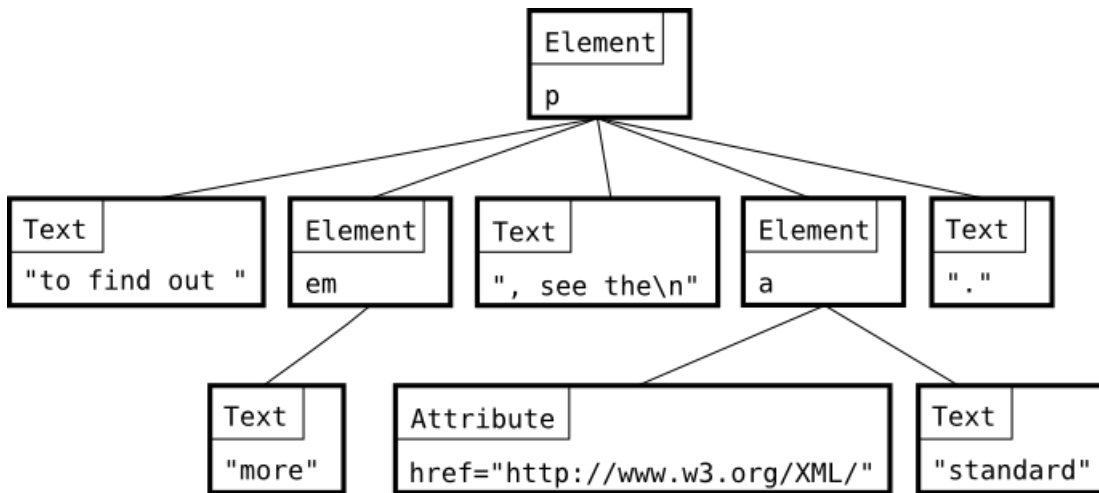 Element
p
Text
"to find out "
Element
em
Text
", see the\n"
Element
a
Text
"."
Text
"more"
Attribute
href="http://www.w3.org/XML/"
Text
"standard"